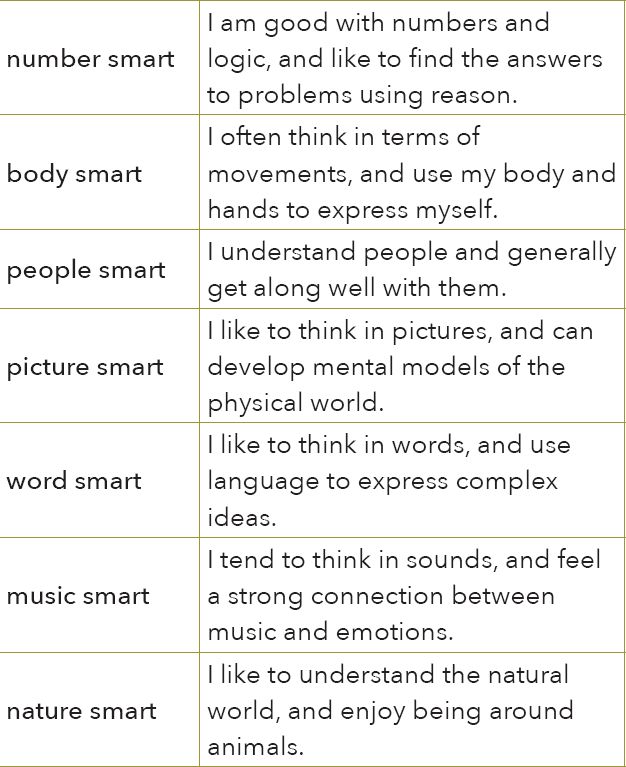 number smart
I am good with numbers and
logic, and like to find the answers
to problems using reason.
body smart
I often think in terms of
movements, and use my body and
hands to express myself.
people smart
I understand people and generally
get along well with them.
picture smart
I like to think in pictures, and can
develop mental models of the
physical world.
word smart
I like to think in words, and use
language to express complex
ideas.
music smart
I tend to think in sounds, and feel
a strong connection between
music and emotions.
nature smart
I like to understand the natural
world, and enjoy being around
animals.